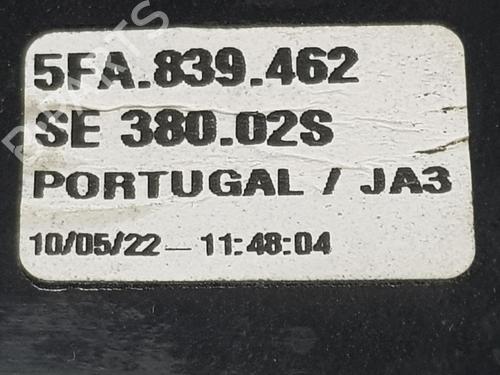 5FA.839.462
SE 380.02S
PORTUGAL / JA3
10/05/22 - 11:48:04